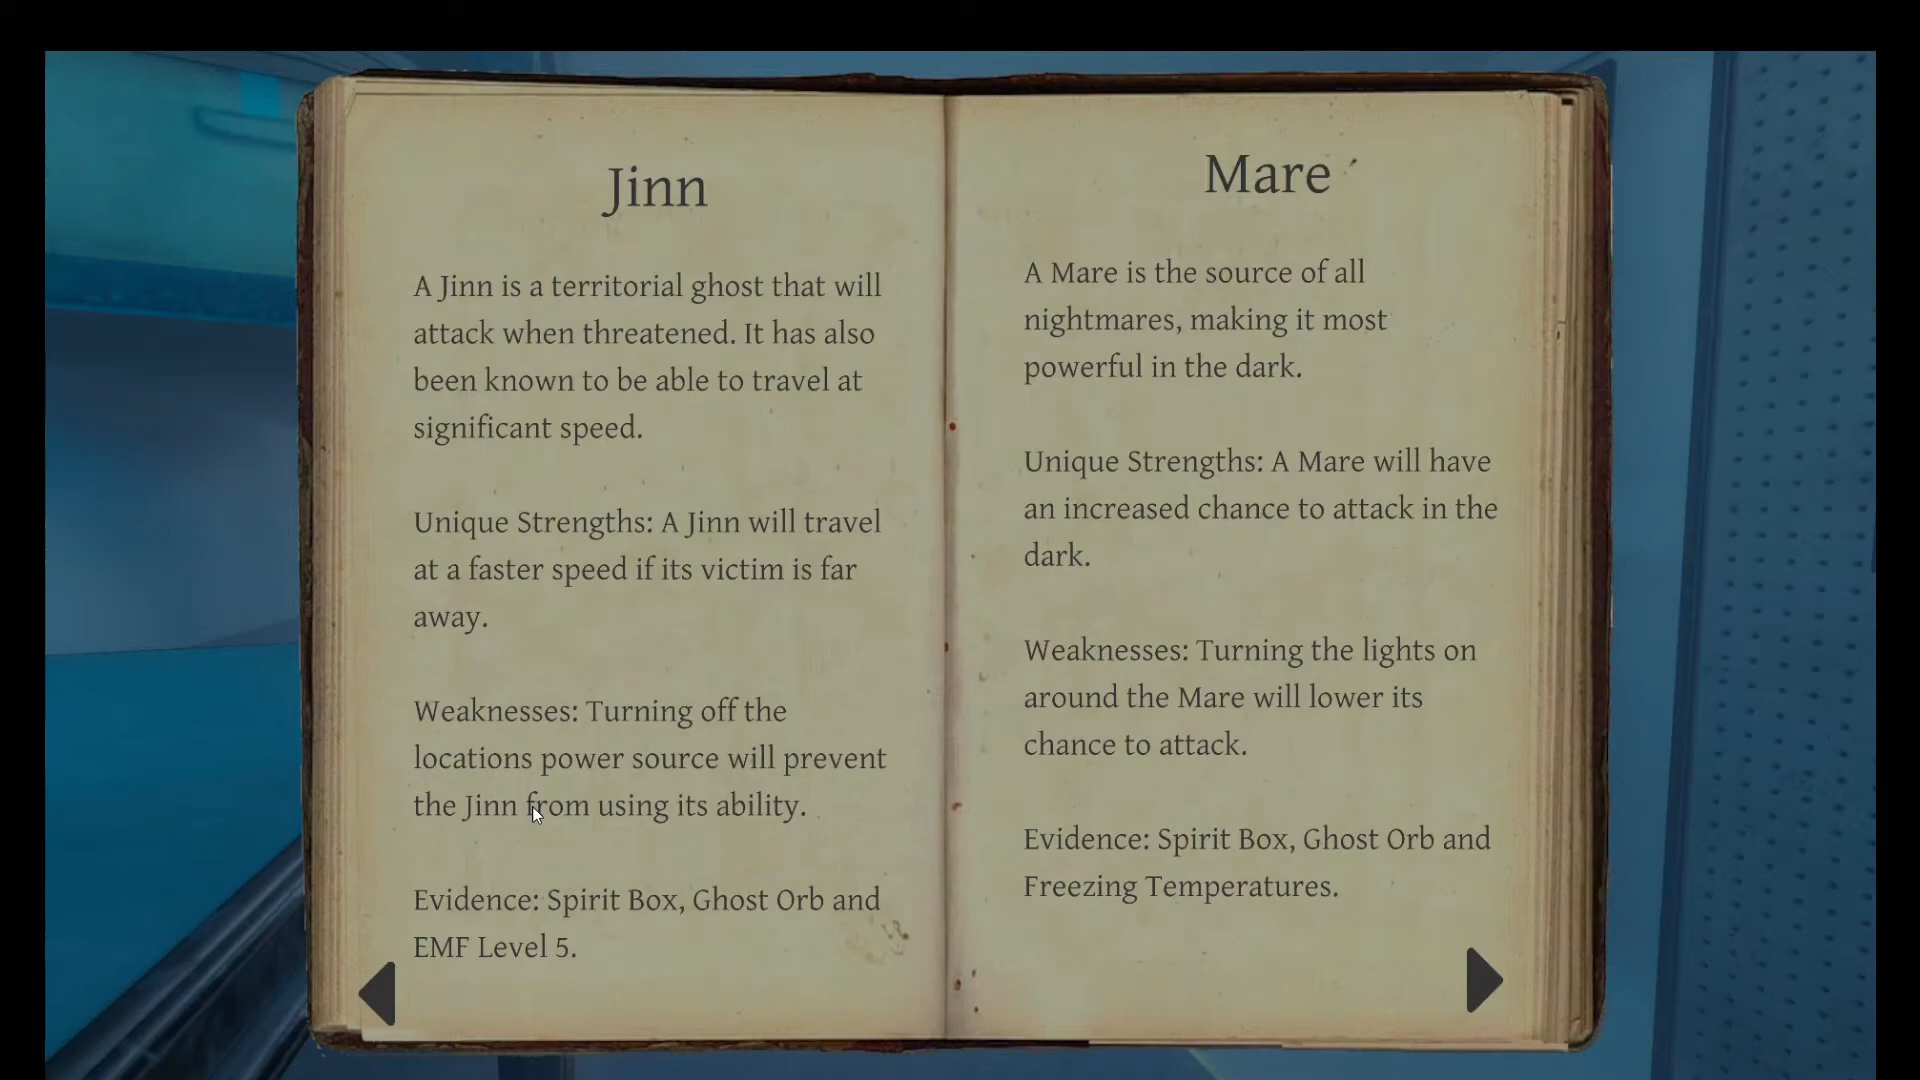 Jinn
A Jinn is a territorial ghost that will
attack when threatened. It has also
been known to be able to travel at
significant speed.
Unique Strengths: A Jinn will travel
at a faster speed if its victim is far
away.
Weaknesses: Turning off the
locations power source will prevent
the Jinn from using its ability.
Evidence: Spirit Box, Ghost Orb and
EMF Level 5.
Mare
A Mare is the source of all
nightmares, making it most
powerful in the dark.
Unique Strengths: A Mare will have
an increased chance to attack in the
dark.
Weaknesses: Turning the lights on
around the Mare will lower its
chance to attack.
Evidence: Spirit Box, Ghost Orb and
Freezing Temperatures.